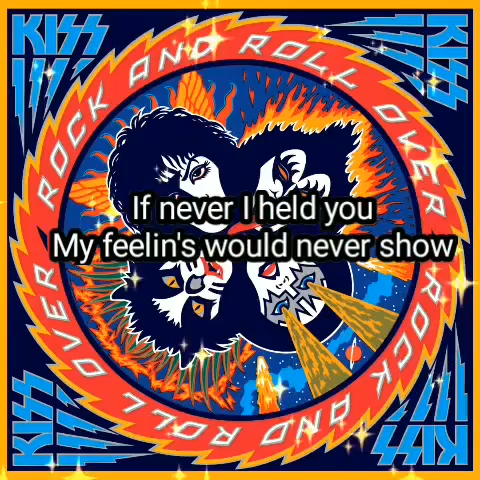 KISS
KISS
ROCK AND ROLL OVER
If never I held you
My feelin's would never show
ROCK AND ROLL OVER
KISS
KISS